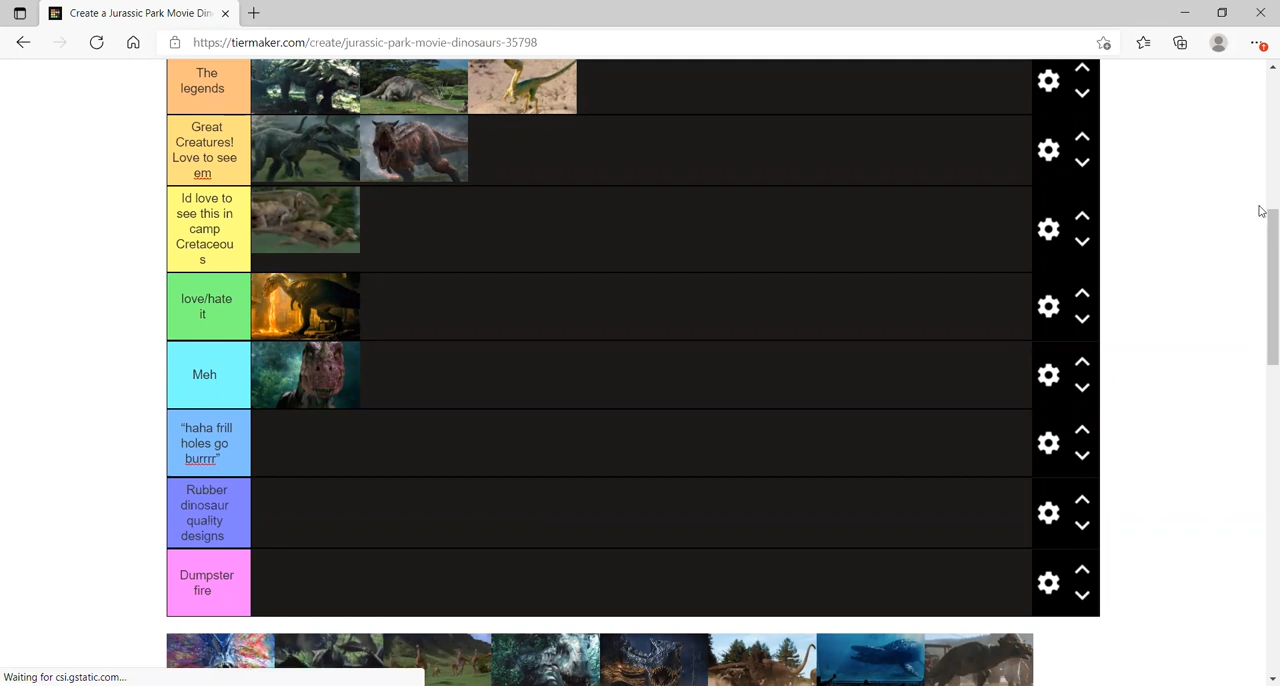 Create a Jurassic Park Movie Din
https://tiermaker.com/create/jurassic-park-movie-dinosaurs-35798
The
legends
Great
Creatures!
Love to see
em
Id love to
see this in
camp
Cretaceou
s
love/hate
it
Meh
“haha frill
holes go
burrrr”
Rubber
dinosaur
quality
designs
Dumpster
fire
Waiting for csi.gstatic.com...